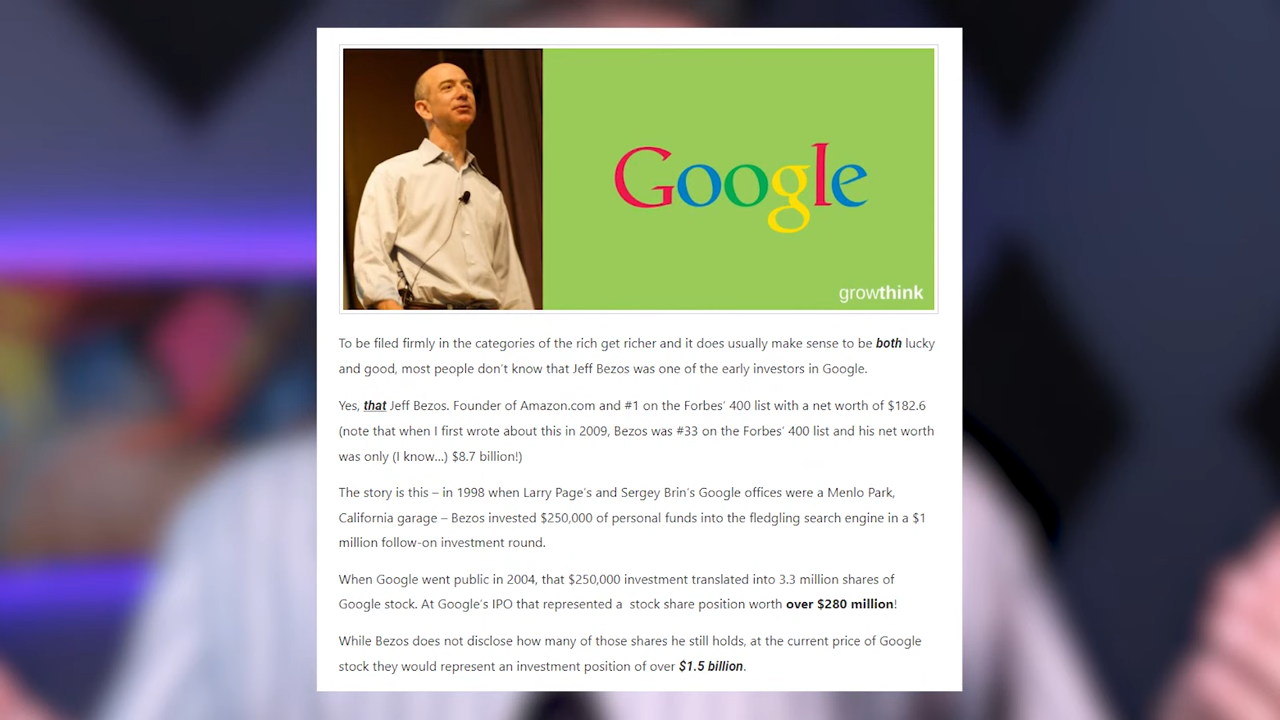 Google
growthink
To be filed firmly in the categories of the rich get richer and it does usually make sense to be both lucky
and good, most people don't know that Jeff Bezos was one of the early investors in Google.
Yes, that Jeff Bezos. Founder of Amazon.com and #1 on the Forbes' 400 list with a net worth of $182.6
(note that when I first wrote about this in 2009, Bezos was #33 on the Forbes' 400 list and his net worth
was only (I know...) $8.7 billion!)
The story is this – in 1998 when Larry Page's and Sergey Brin's Google offices were a Menlo Park,
California garage – Bezos invested $250,000 of personal funds into the fledgling search engine in a $1
million follow-on investment round.
When Google went public in 2004, that $250,000 investment translated into 3.3 million shares of
Google stock. At Google's IPO that represented a  stock share position worth over $280 million!
While Bezos does not disclose how many of those shares he still holds, at the current price of Google
stock they would represent an investment position of over $1.5 billion.